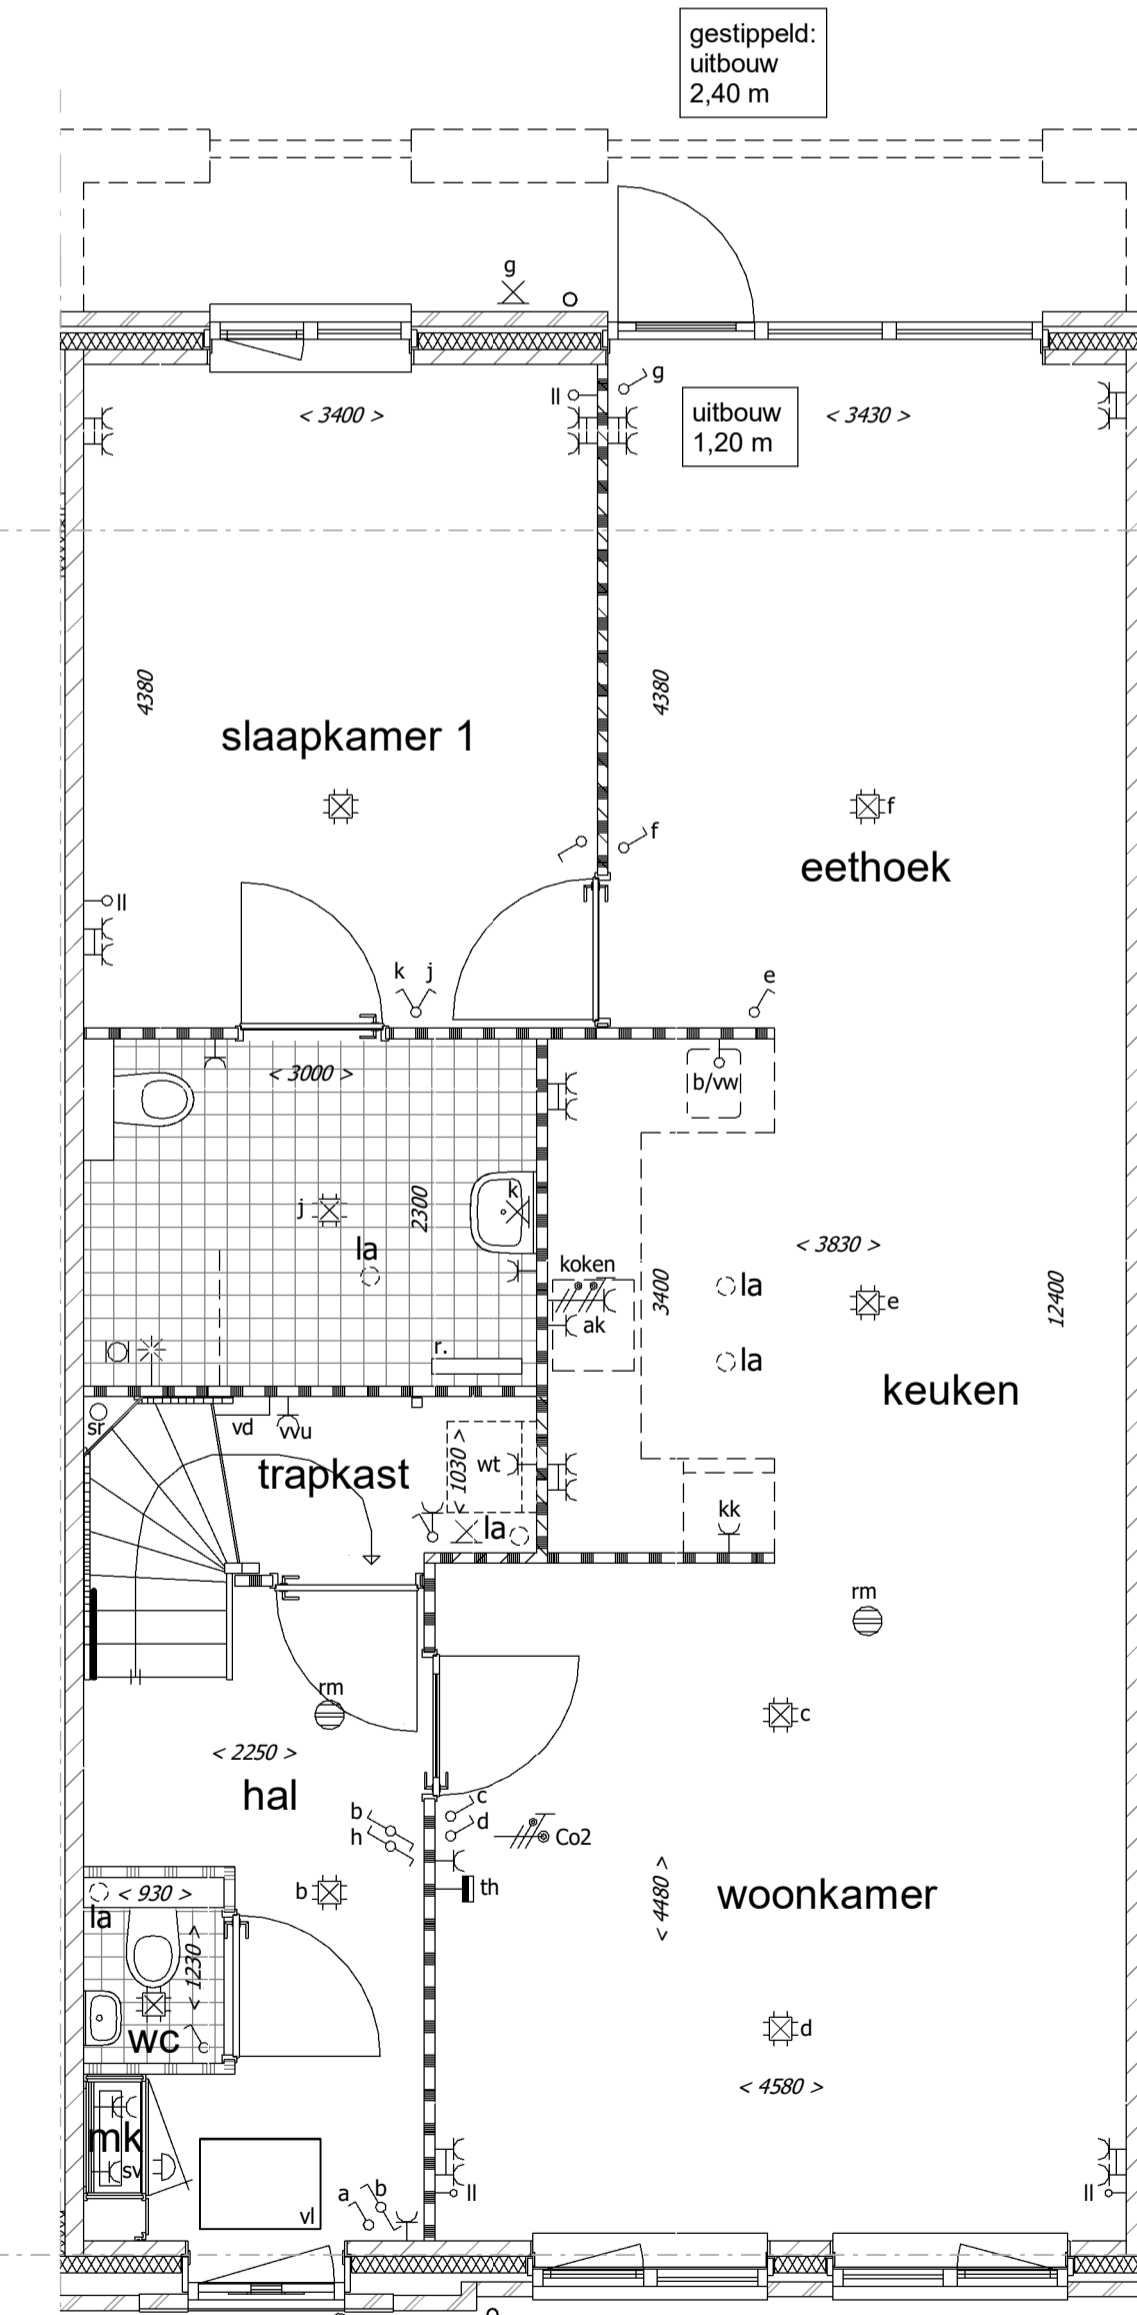 gestippeld:
uitbouw
2,40 m
g
g
ll
uitbouw
1,20 m
< 3400 >
< 3430 >
4380
4380
slaapkamer 1
f
f
eethoek
ll
k j
e
< 3000 >
b/vw
j
2300
k
la
koken
ak
3400
< 3830 >
la
e
12400
la
r.
keuken
sr
vd
vvu
trapkast
< 1030 >
wt
la
kk
rm
rm
c
< 2250 >
hal
b
h
c
d
Co2
b
th
< 4480 >
woonkamer
< 930 >
la
< 1230 >
wc
d
< 4580 >
mk
sv
vl
a
b
ll
ll